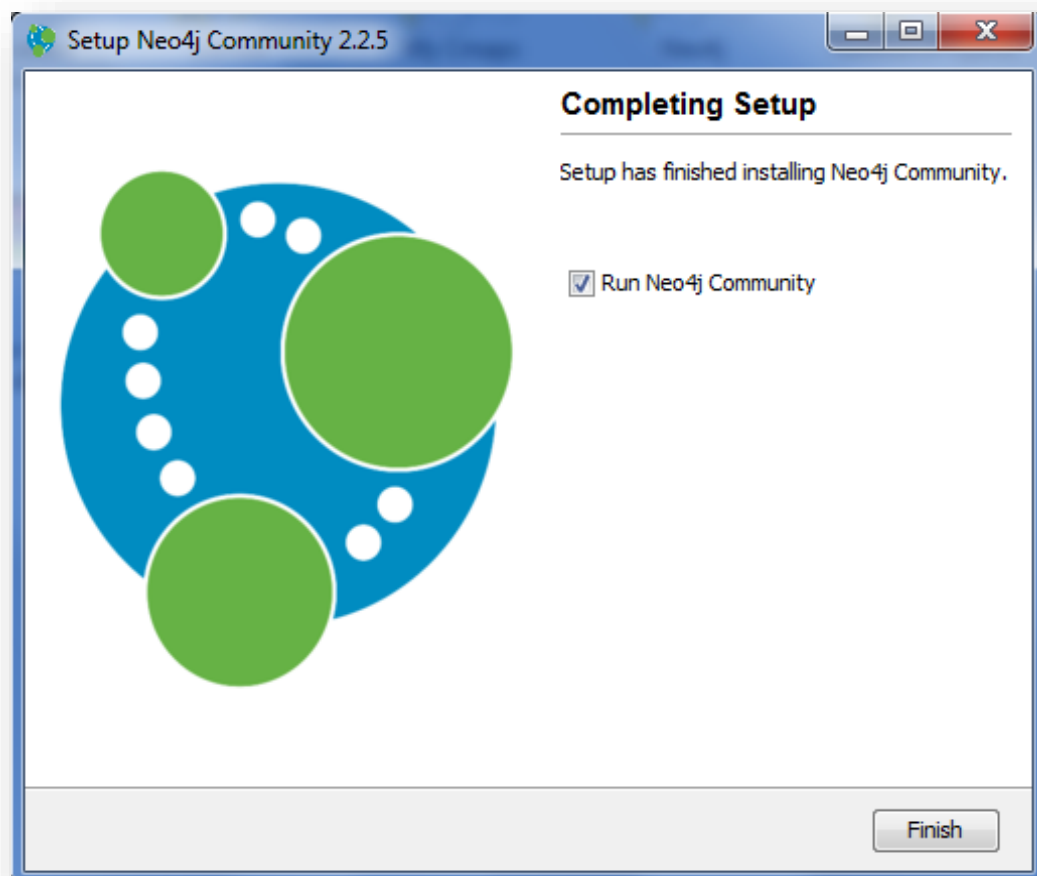 Setup Neo4j Community 2.2.5
Completing Setup
Setup has finished installing Neo4j Community.
Run Neo4j Community
Finish